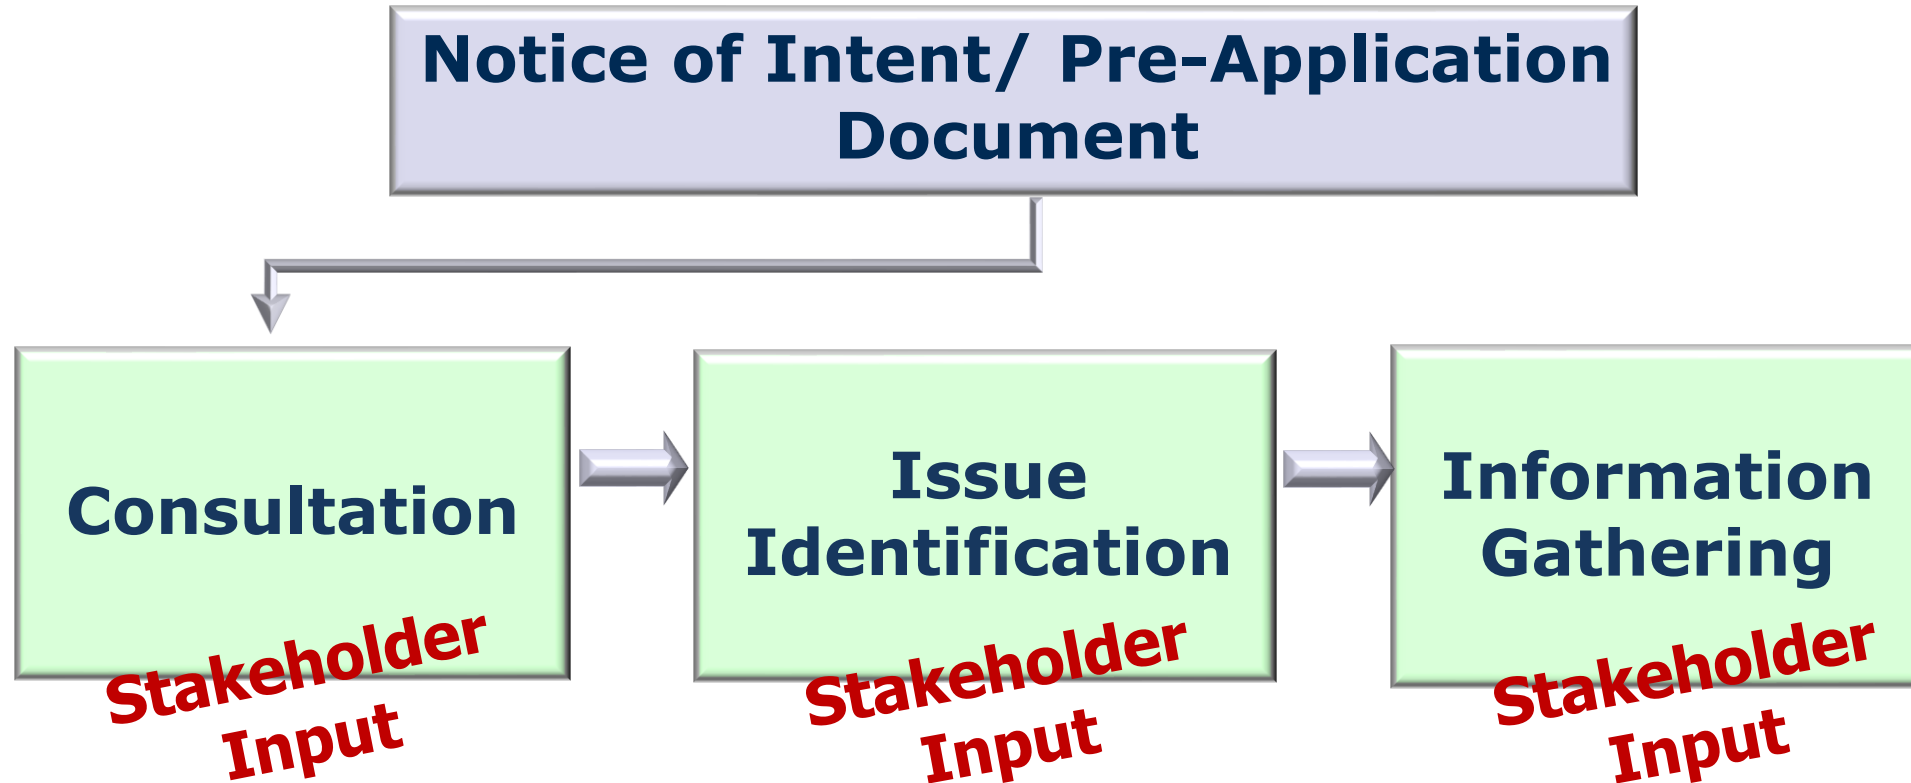 Notice of Intent/ Pre-Application
Document
Consultation
Stakeholder
Input
Issue
Identification
Stakeholder
Input
Information
Gathering
Stakeholder
Input